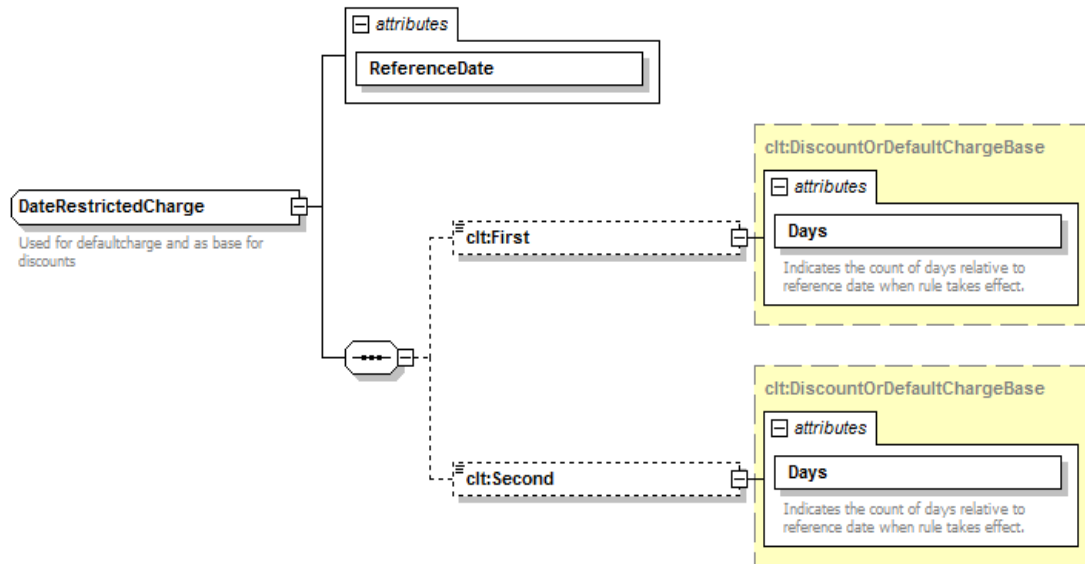 attributes
ReferenceDate
DateRestrictedCharge
Used for defaultcharge and as base for
discounts
clt:First
clt:DiscountOrDefaultChargeBase
attributes
Days
Indicates the count of days relative to
reference date when rule takes effect.
clt:Second
clt:DiscountOrDefaultChargeBase
attributes
Days
Indicates the count of days relative to
reference date when rule takes effect.